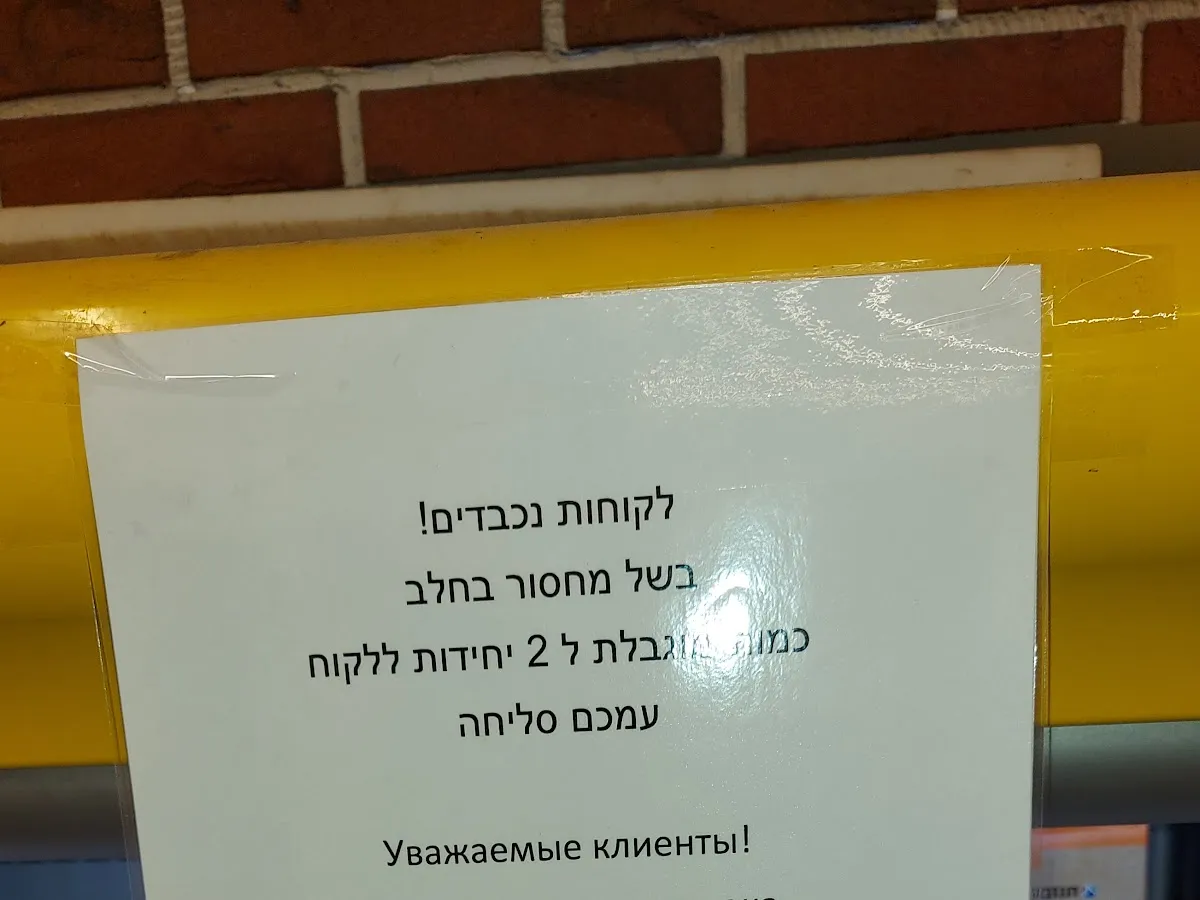 לקוחות נכבדים!
בשל מחסור בחלב
כמות מוגבלת ל 2 יחידות ללקוח
עמכם סליחה
Уважаемые клиенты!